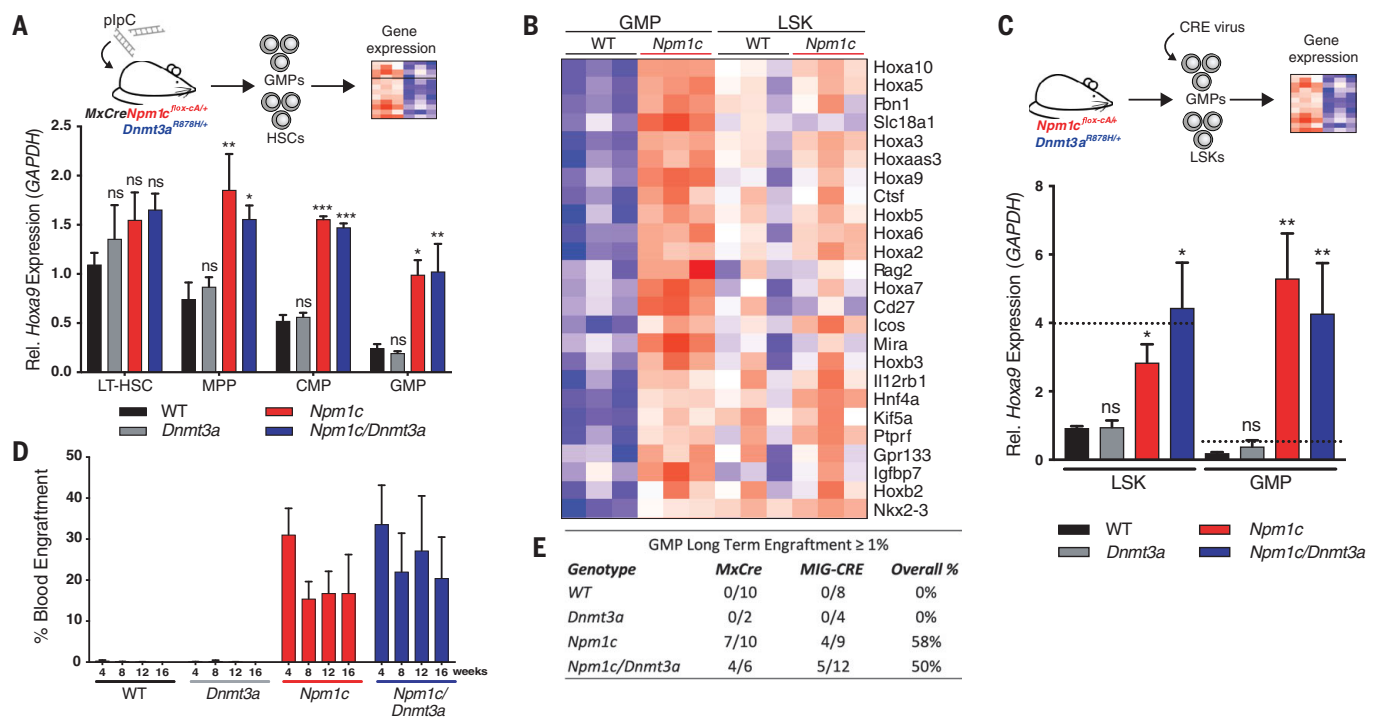 A
pIpC
MxCreNpm1c flox-cA/+
Dnmt3a R878H/+
GMPs
HSCs
Gene
expression
Rel. Hoxa9 Expression (GAPDH)
2.5
2.0
1.5
1.0
0.5
0.0
ns ns ns
ns ** *
ns *** ***
ns * **
LT-HSC MPP CMP GMP
WT
Dnmt3a
Npm1c
Npm1c/Dnmt3a
B
GMP LSK
WT Npm1c WT Npm1c
Hoxa10
Hoxa5
Fbn1
Slc18a1
Hoxa3
Hoxaas3
Hoxa9
Ctsf
Hoxb5
Hoxa6
Hoxa2
Rag2
Hoxa7
Cd27
Icos
Mira
Hoxb3
Il12rb1
Hnf4a
Kif5a
Ptprf
Gpr133
Igfbp7
Hoxb2
Nkx2-3
C
CRE virus
Npm1c flox-cA/+
Dnmt3a R878H/+
GMPs
LSKs
Gene
expression
Rel. Hoxa9 Expression (GAPDH)
8
6
4
2
0
ns * *
ns ** **
LSK GMP
WT
Dnmt3a
Npm1c
Npm1c/Dnmt3a
D
% Blood Engraftment
50
40
30
20
10
0
4 8 12 16 4 8 12 16 4 8 12 16 4 8 12 16 weeks
WT Dnmt3a Npm1c Npm1c/
Dnmt3a
E
GMP Long Term Engraftment ≥ 1%
Genotype MxCre MIG-CRE Overall %
WT 0/10 0/8 0%
Dnmt3a 0/2 0/4 0%
Npm1c 7/10 4/9 58%
Npm1c/Dnmt3a 4/6 5/12 50%